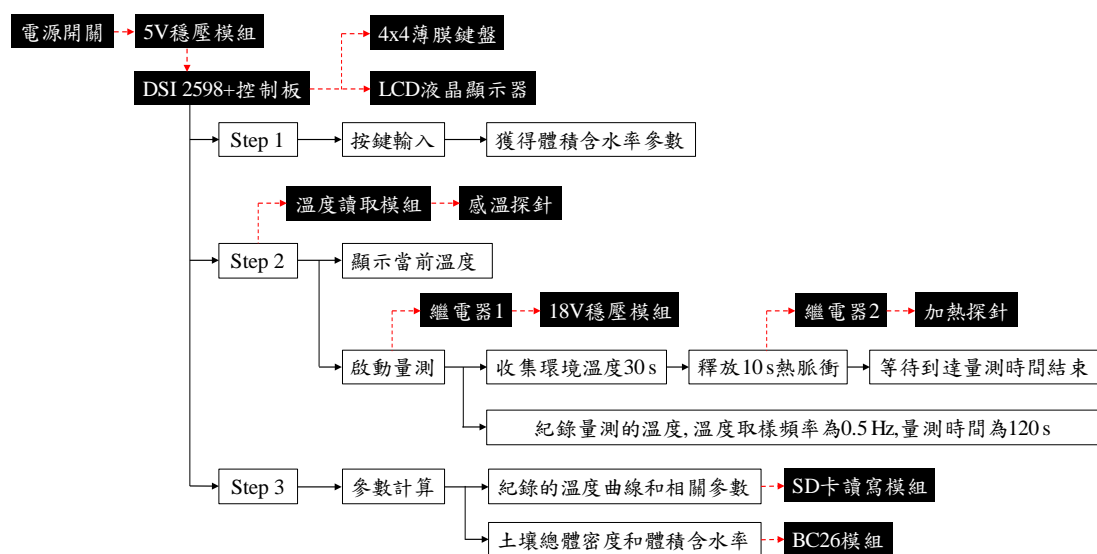 電源開關
5V穩壓模組
4x4薄膜鍵盤
DSI 2598+控制板
LCD液晶顯示器
Step 1
按鍵輸入
獲得體積含水率參數
溫度讀取模組
感溫探針
Step 2
顯示當前溫度
繼電器1
18V穩壓模組
繼電器2
加熱探針
啟動量測
收集環境溫度30 s
釋放10 s熱脈衝
等待到達量測時間結束
紀錄量測的溫度, 溫度取樣頻率為0.5 Hz, 量測時間為120 s
Step 3
參數計算
紀錄的溫度曲線和相關參數
SD卡讀寫模組
土壤總體密度和體積含水率
BC26模組